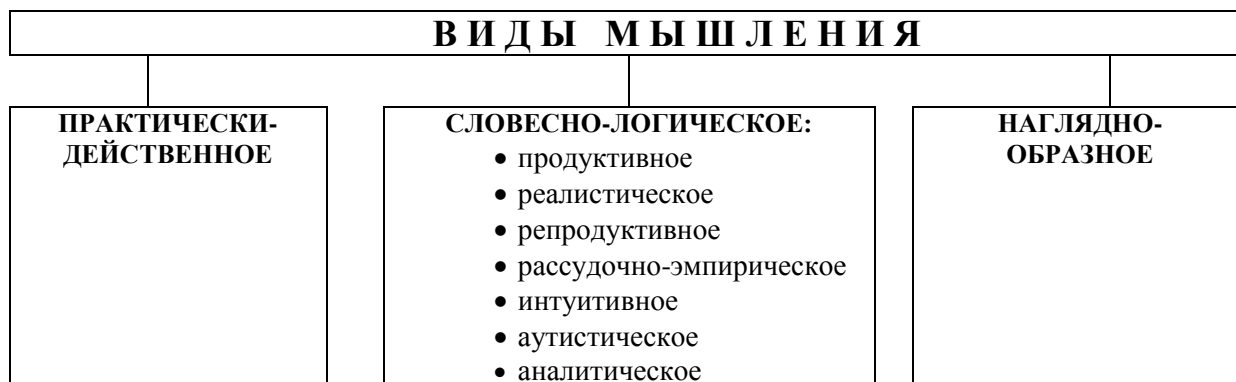 ВИДЫ МЫШЛЕНИЯ
ПРАКТИЧЕСКИ-
ДЕЙСТВЕННОЕ
СЛОВЕСНО-ЛОГИЧЕСКОЕ:
• продуктивное
• реалистическое
• репродуктивное
• рассудочно-эмпирическое
• интуитивное
• аутистическое
• аналитическое
НАГЛЯДНО-
ОБРАЗНОЕ